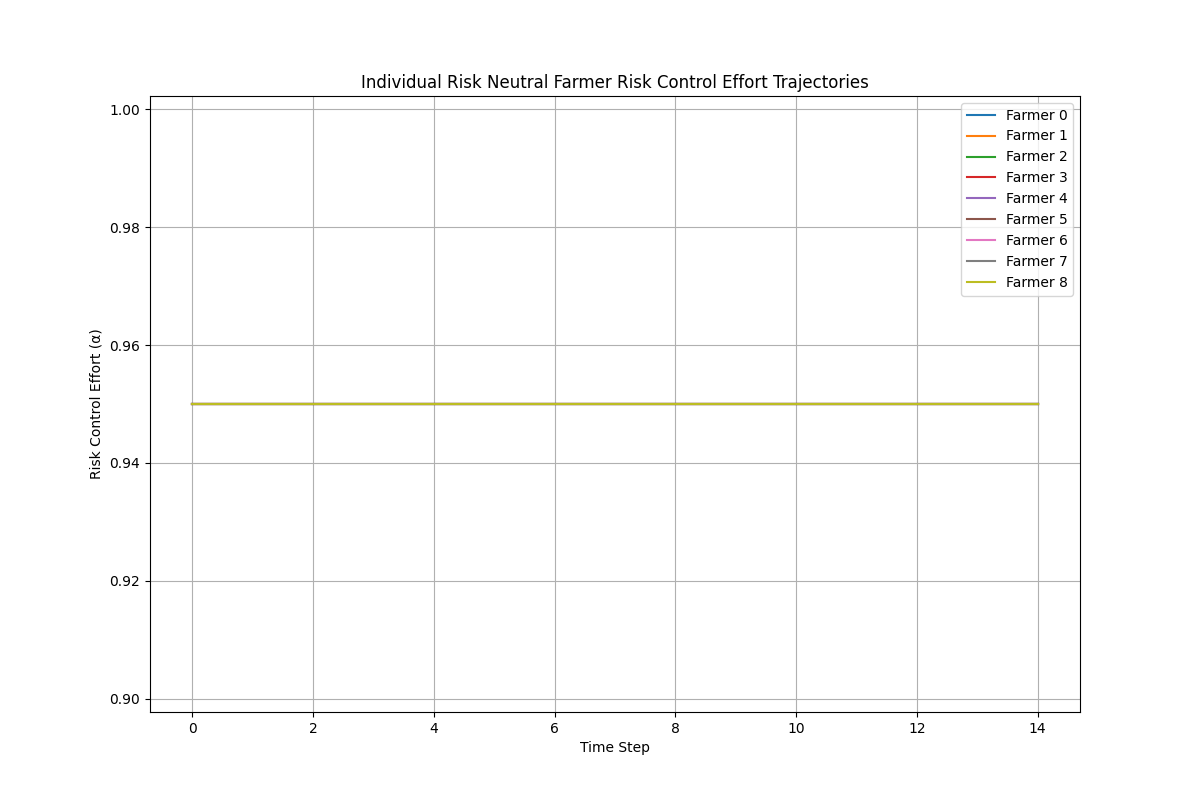 Individual Risk Neutral Farmer Risk Control Effort Trajectories
1.00
0.98
0.96
0.94
0.92
0.90
Risk Control Effort (α)
Farmer 0
Farmer 1
Farmer 2
Farmer 3
Farmer 4
Farmer 5
Farmer 6
Farmer 7
Farmer 8
0 2 4 6 8 10 12 14
Time Step